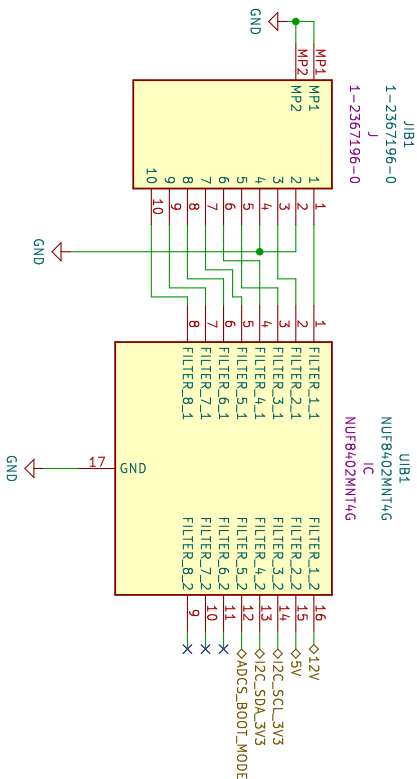 GND
MP1
MP2
MP1
MP2
JIB1
1-2367196-0
J
1-2367196-0
10
9
8
7
6
5
4
3
2
1
10
9
8
7
6
5
4
3
2
1
GND
8
7
6
5
4
3
2
1
FILTER_8_1
FILTER_7_1
FILTER_6_1
FILTER_5_1
FILTER_4_1
FILTER_3_1
FILTER_2_1
FILTER_1_1
UIB1
NUF8402MNT4G
IC
NUF8402MNT4G
GND
17
GND
FILTER_8_2
FILTER_7_2
FILTER_6_2
FILTER_5_2
FILTER_4_2
FILTER_3_2
FILTER_2_2
FILTER_1_2
9
10
11
12
13
14
15
16
ADCS_BOOT_MODE
I2C_SDA_3V3
I2C_SCL_3V3
5V
12V